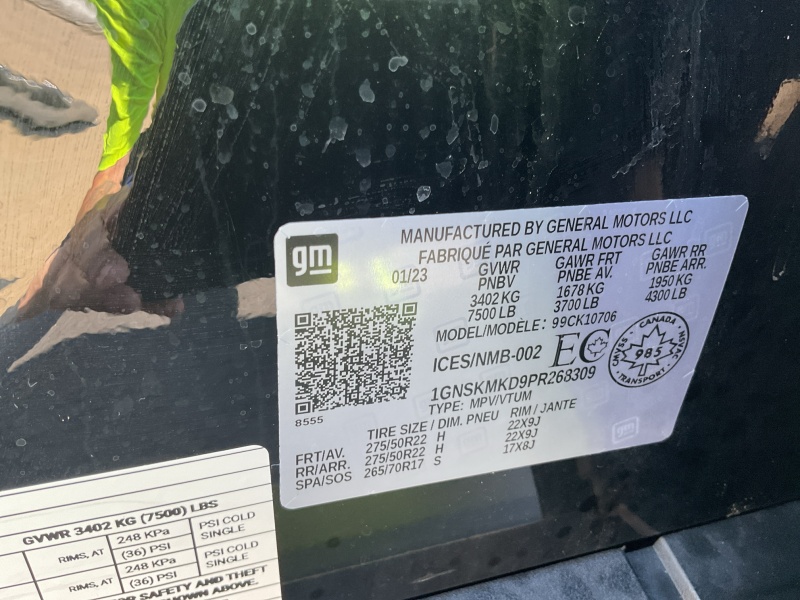 gm
MANUFACTURED BY GENERAL MOTORS LLC
FABRIQUÉ PAR GENERAL MOTORS LLC
01/23
GVWR GAWR FRT GAWR RR
PNBV PNBE AV. PNBE ARR.
3402 KG 1678 KG 1950 KG
7500 LB 3700 LB 4300 LB
MODEL/MODÈLE: 99CK10706
ICES/NMB-002 EC
CANADA
CMVSS · NSVAC
985
TRANSPORT
1GNSKMKD9PR268309
TYPE: MPV/VTUM
8555
TIRE SIZE / DIM. PNEU RIM / JANTE
FRT/AV. 275/50R22 H 22X9J
RR/ARR. 275/50R22 H 22X9J
SPA/SOS 265/70R17 S 17X8J
gm
GVWR 3402 KG (7500) LBS
RIMS, AT 248 KPa PSI COLD
(36) PSI SINGLE
RIMS, AT 248 KPa PSI COLD
(36) PSI SINGLE
SAFETY AND THEFT
SHOWN ABOVE.